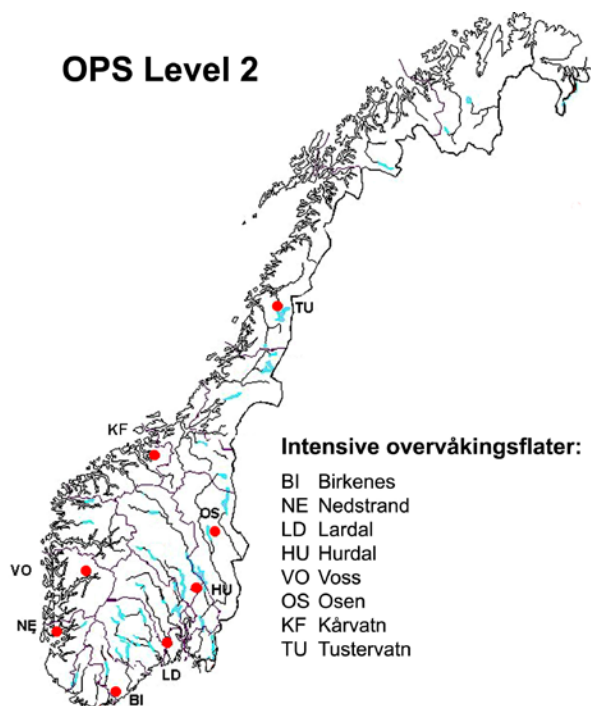 OPS Level 2
TU
KF
OS
VO
HU
NE
LD
BI
Intensive overvåkingsflater:
BI Birkenes
NE Nedstrand
LD Lardal
HU Hurdal
VO Voss
OS Osen
KF Kårvatn
TU Tustervatn